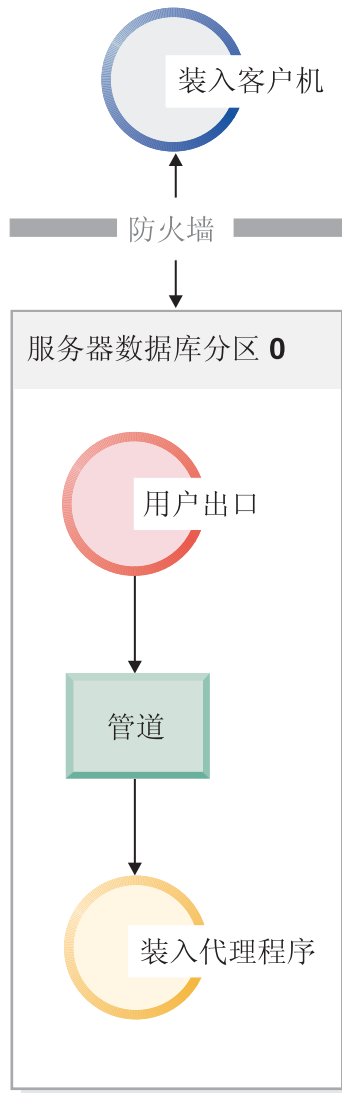 装入客户机
防火墙
服务器数据库分区 0
用户出口
管道
装入代理程序